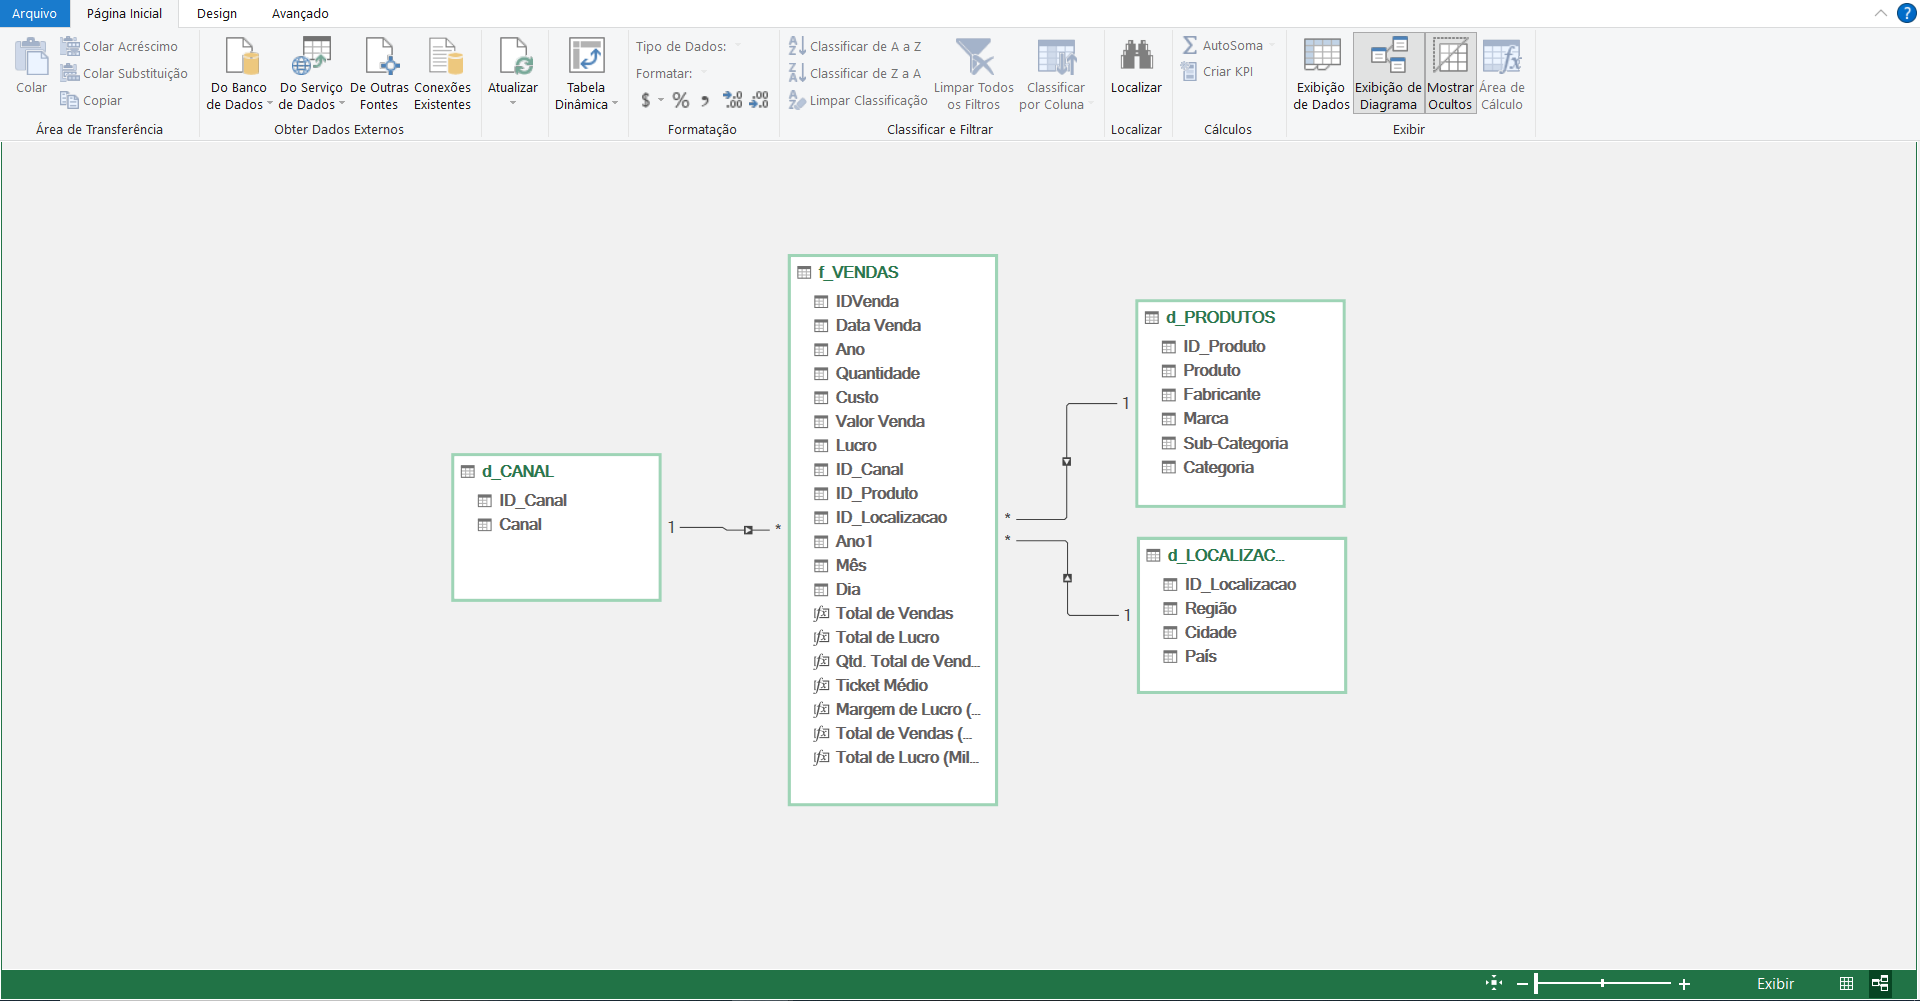 Arquivo
Página Inicial
Design
Avançado
Colar
Colar Acréscimo
Colar Substituição
Copiar
Área de Transferência
Do Banco
de Dados
Do Serviço
de Dados
De Outras
Fontes
Conexões
Existentes
Obter Dados Externos
Atualizar
Tabela
Dinâmica
Tipo de Dados:
Formatar:
$ % , .0 .00 .00 .0
Formatação
Classificar de A a Z
Classificar de Z a A
Limpar Classificação
Limpar Todos
os Filtros
Classificar
por Coluna
Classificar e Filtrar
Localizar
Localizar
AutoSoma
Criar KPI
Cálculos
Exibição
de Dados
Exibição de
Diagrama
Mostrar
Ocultos
Área de
Cálculo
Exibir
d_CANAL
ID_Canal
Canal
1
*
f_VENDAS
IDVenda
Data Venda
Ano
Quantidade
Custo
Valor Venda
Lucro
ID_Canal
ID_Produto
ID_Localizacao
Ano1
Mês
Dia
Total de Vendas
Total de Lucro
Qtd. Total de Vend...
Ticket Médio
Margem de Lucro (...
Total de Vendas (...
Total de Lucro (Mil...
*
1
*
1
d_PRODUTOS
ID_Produto
Produto
Fabricante
Marca
Sub-Categoria
Categoria
d_LOCALIZAC...
ID_Localizacao
Região
Cidade
País
Exibir